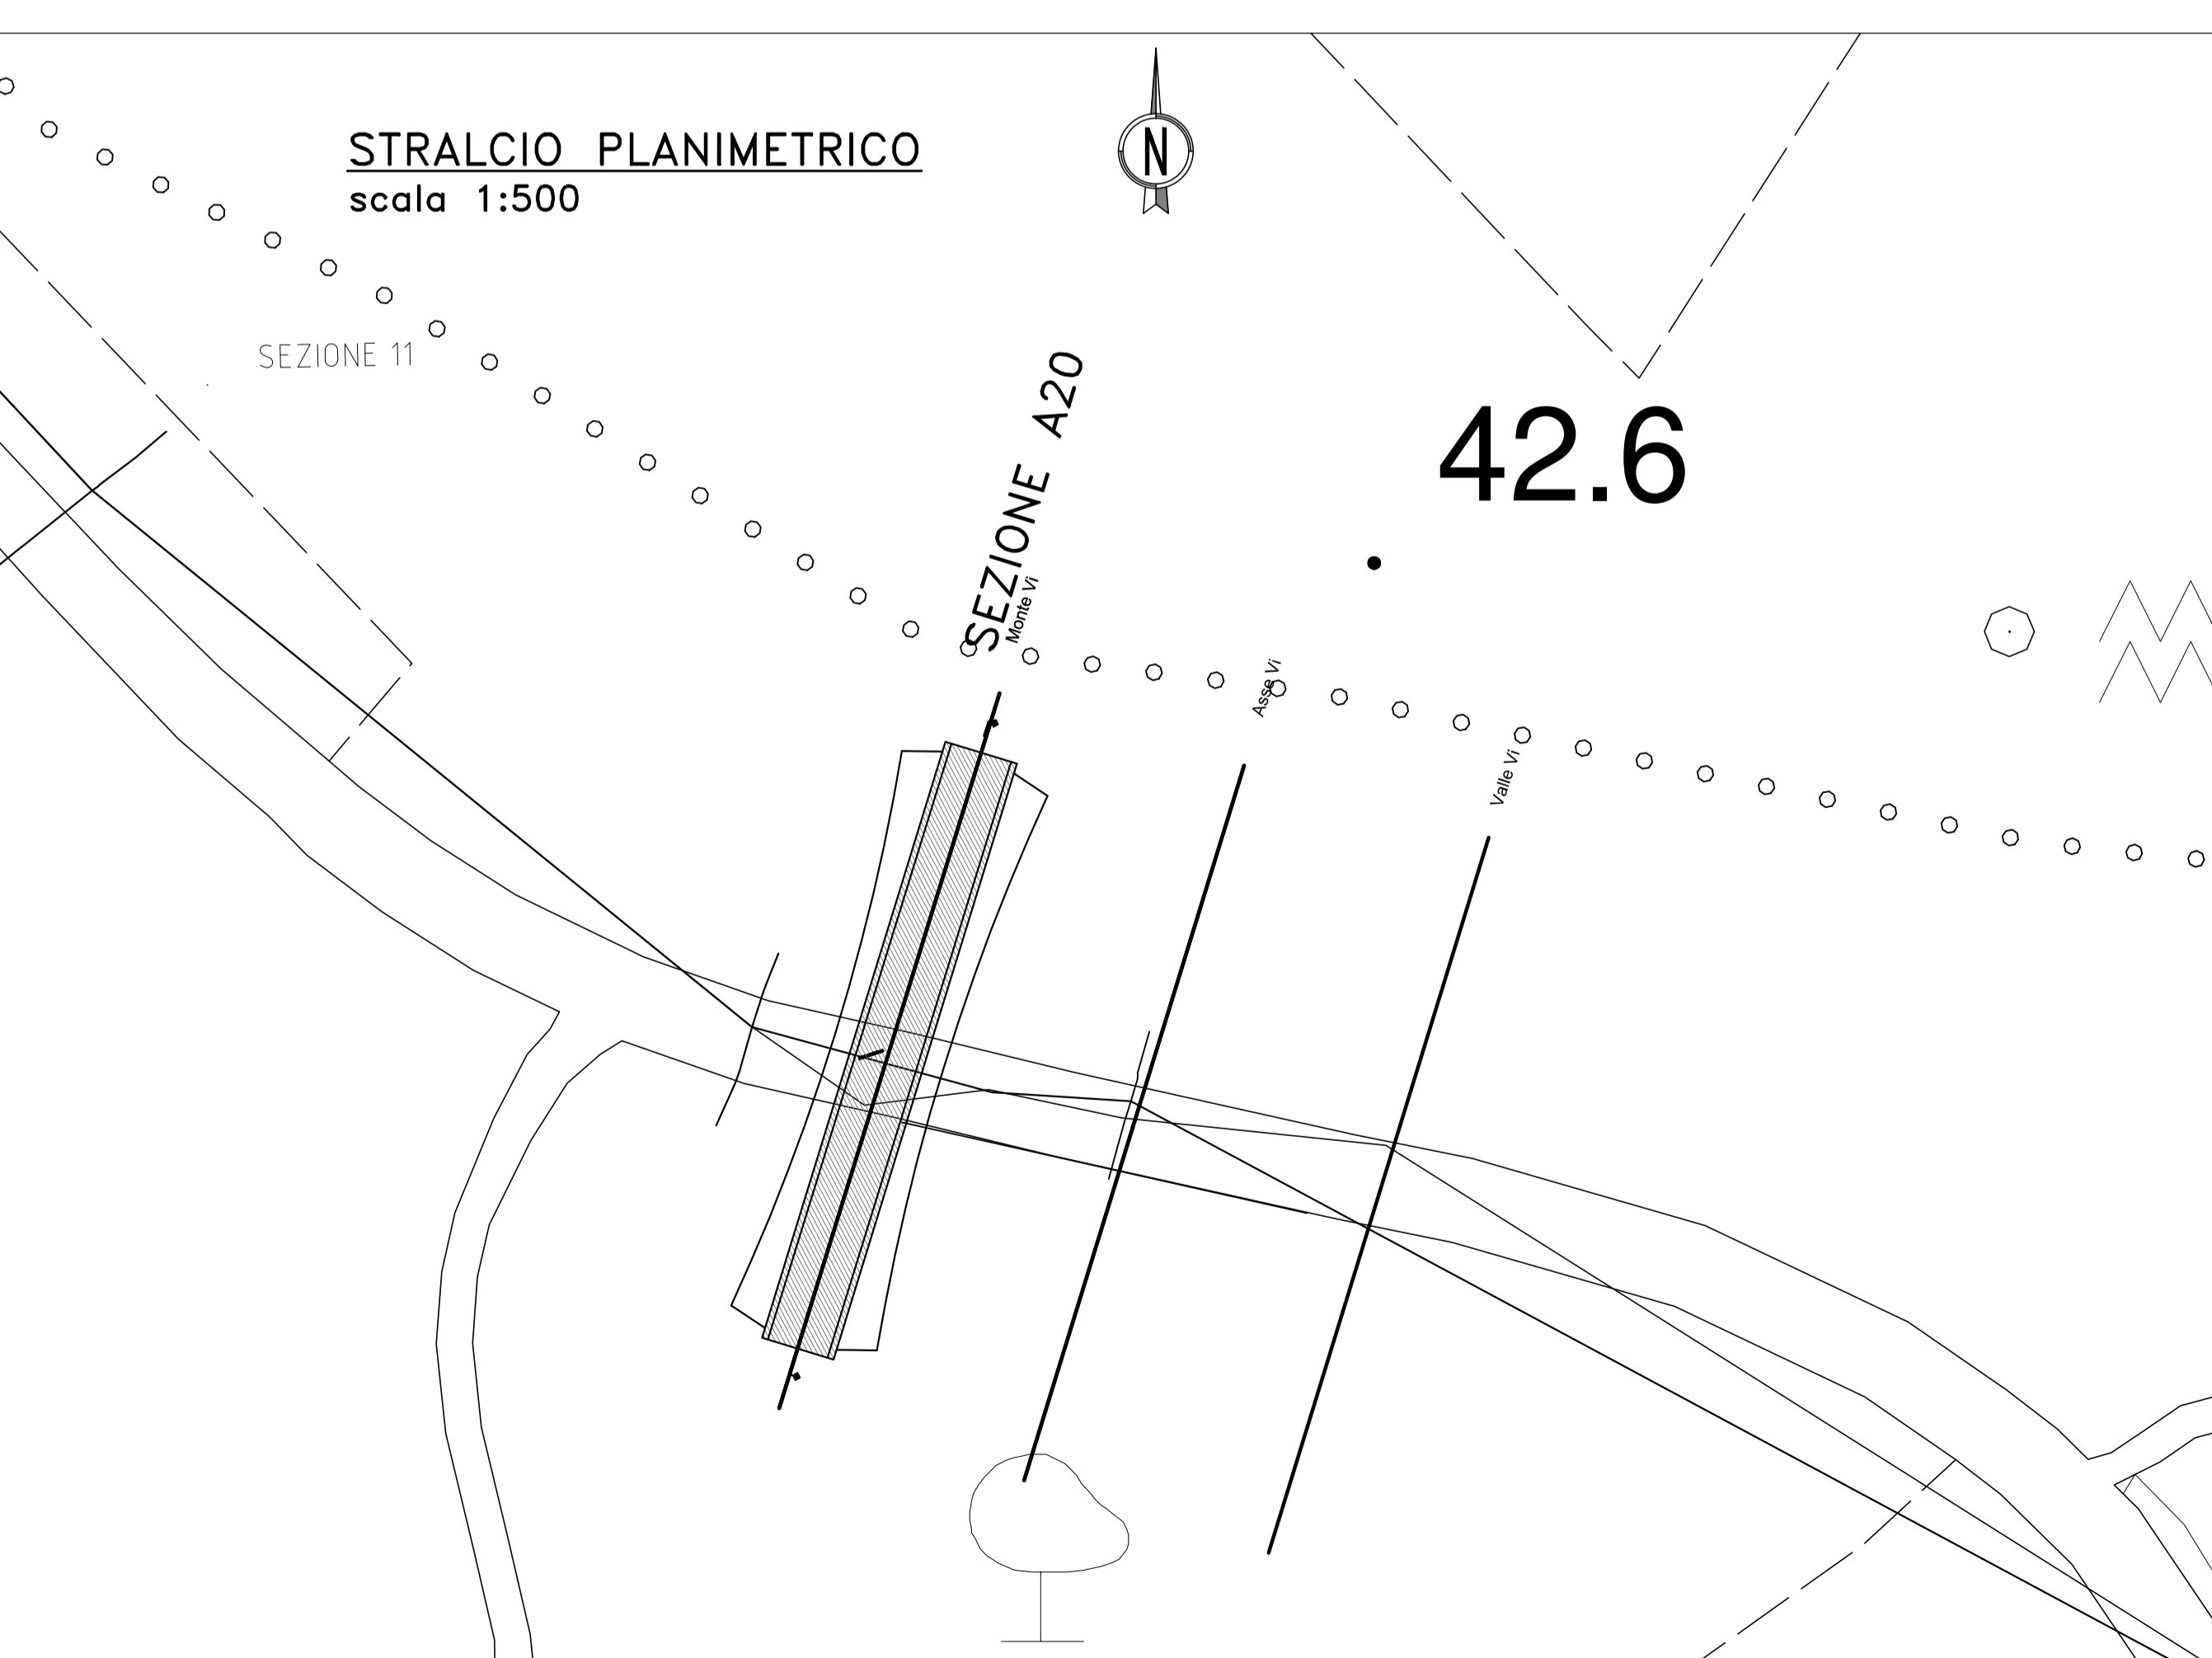 STRALCIO PLANIMETRICO
scala 1:500
N
SEZIONE 11
SEZIONE A20
42.6
Monte Vi
Asse Vi
Valle Vi